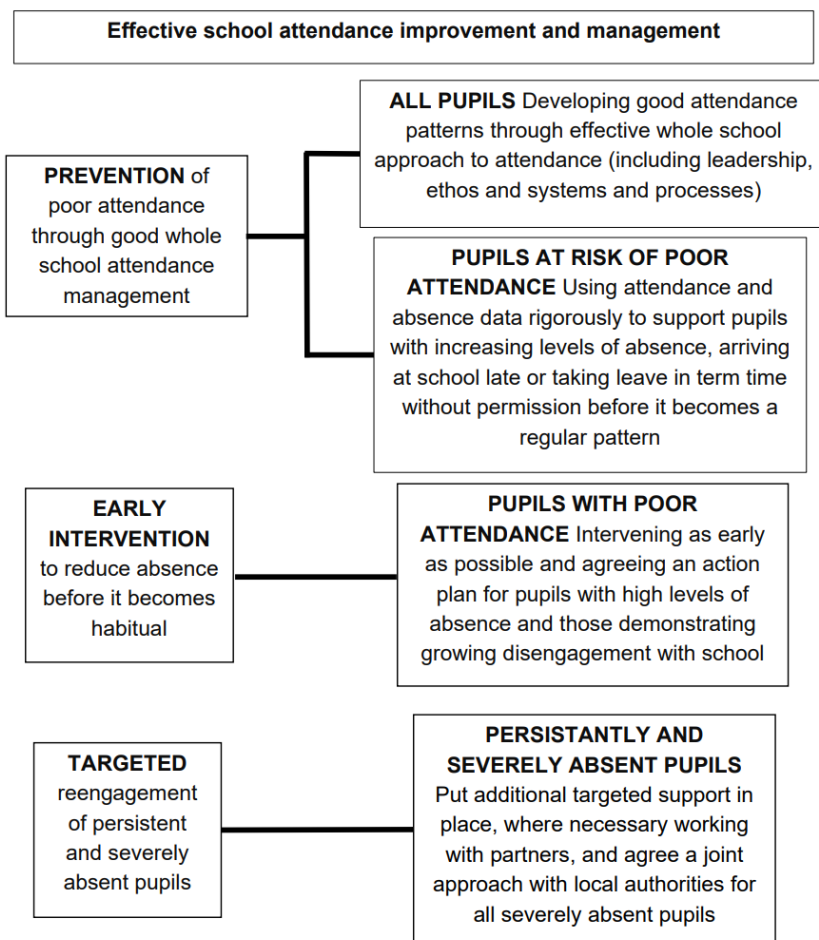 Effective school attendance improvement and management
ALL PUPILS Developing good attendance
patterns through effective whole school
approach to attendance (including leadership,
ethos and systems and processes)
PREVENTION of
poor attendance
through good whole
school attendance
management
PUPILS AT RISK OF POOR
ATTENDANCE Using attendance and
absence data rigorously to support pupils
with increasing levels of absence, arriving
at school late or taking leave in term time
without permission before it becomes a
regular pattern
EARLY
INTERVENTION
to reduce absence
before it becomes
habitual
PUPILS WITH POOR
ATTENDANCE Intervening as early
as possible and agreeing an action
plan for pupils with high levels of
absence and those demonstrating
growing disengagement with school
TARGETED
reengagement
of persistent
and severely
absent pupils
PERSISTANTLY AND
SEVERELY ABSENT PUPILS
Put additional targeted support in
place, where necessary working
with partners, and agree a joint
approach with local authorities for
all severely absent pupils